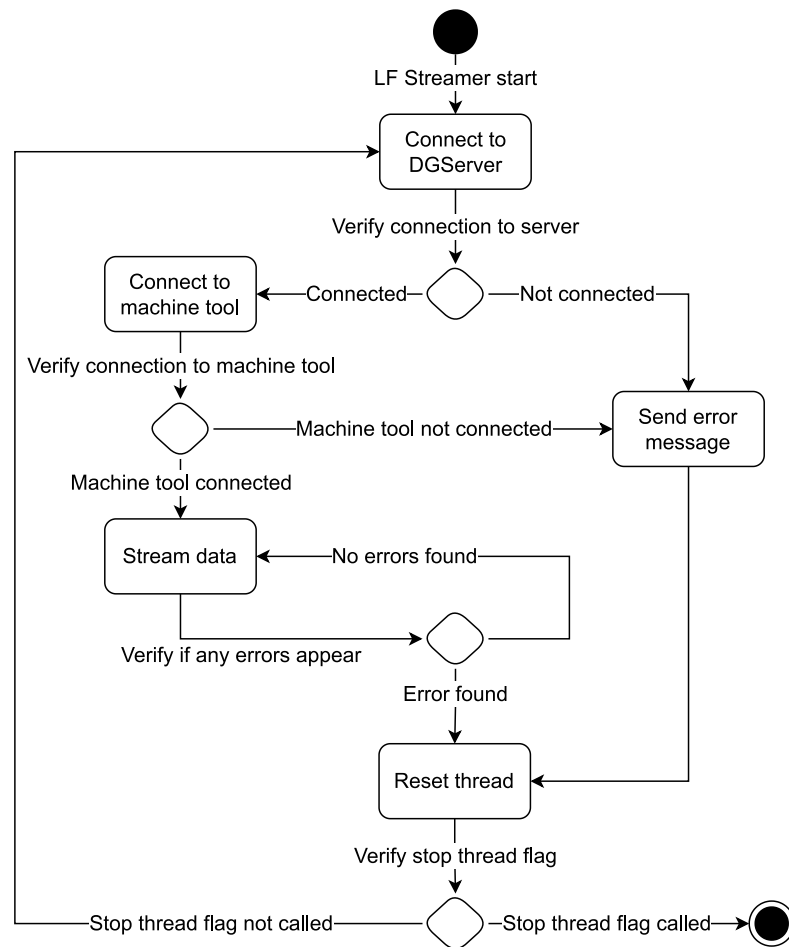 LF Streamer start
Connect to
DGServer
Verify connection to server
Connect to
machine tool
Connected
Not connected
Verify connection to machine tool
Send error
message
Machine tool not connected
Machine tool connected
Stream data
No errors found
Verify if any errors appear
Error found
Reset thread
Verify stop thread flag
Stop thread flag not called
Stop thread flag called